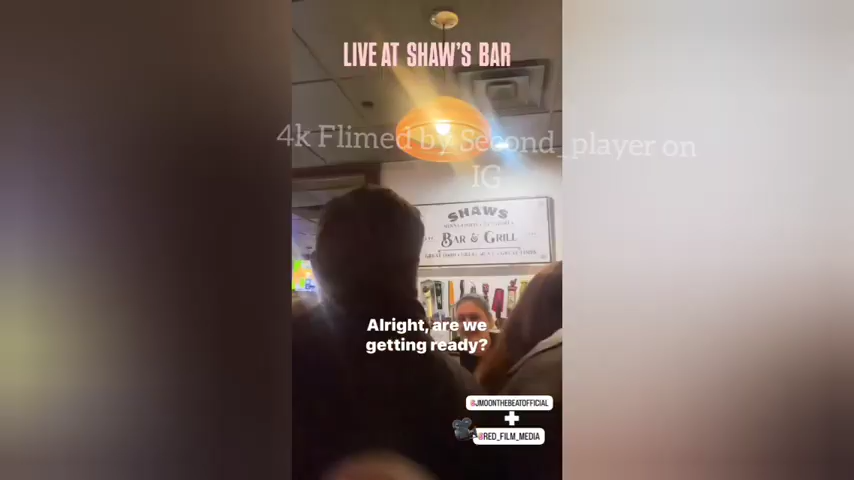 LIVE AT SHAW'S BAR
4k Flimed by Second_player on
IG
SHAWS
BAR & GRILL
Alright, are we
getting ready?
@JMOONTHEBEATOFFICIAL
@RED_FILM_MEDIA